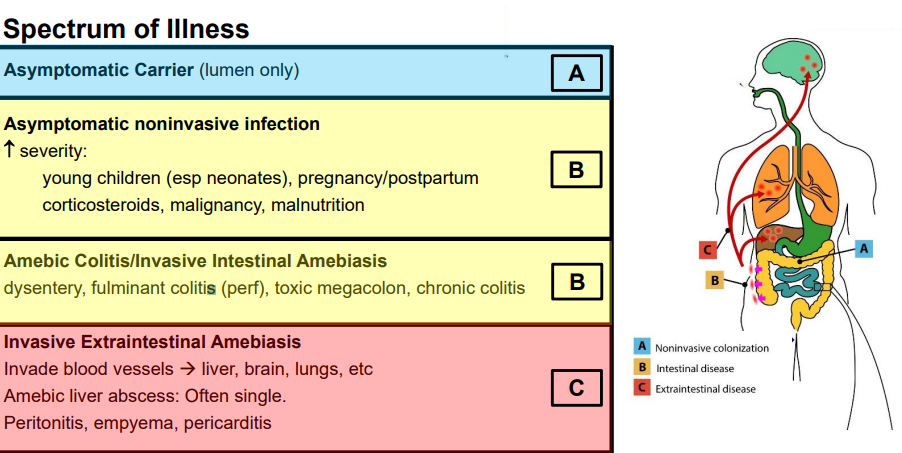 Spectrum of Illness
Asymptomatic Carrier (lumen only)
A
Asymptomatic noninvasive infection
↑ severity:
young children (esp neonates), pregnancy/postpartum
corticosteroids, malignancy, malnutrition
B
Amebic Colitis/Invasive Intestinal Amebiasis
dysentery, fulminant colitis (perf), toxic megacolon, chronic colitis
B
Invasive Extraintestinal Amebiasis
Invade blood vessels → liver, brain, lungs, etc
Amebic liver abscess: Often single.
Peritonitis, empyema, pericarditis
C
C
A
B
A Noninvasive colonization
B Intestinal disease
C Extraintestinal disease